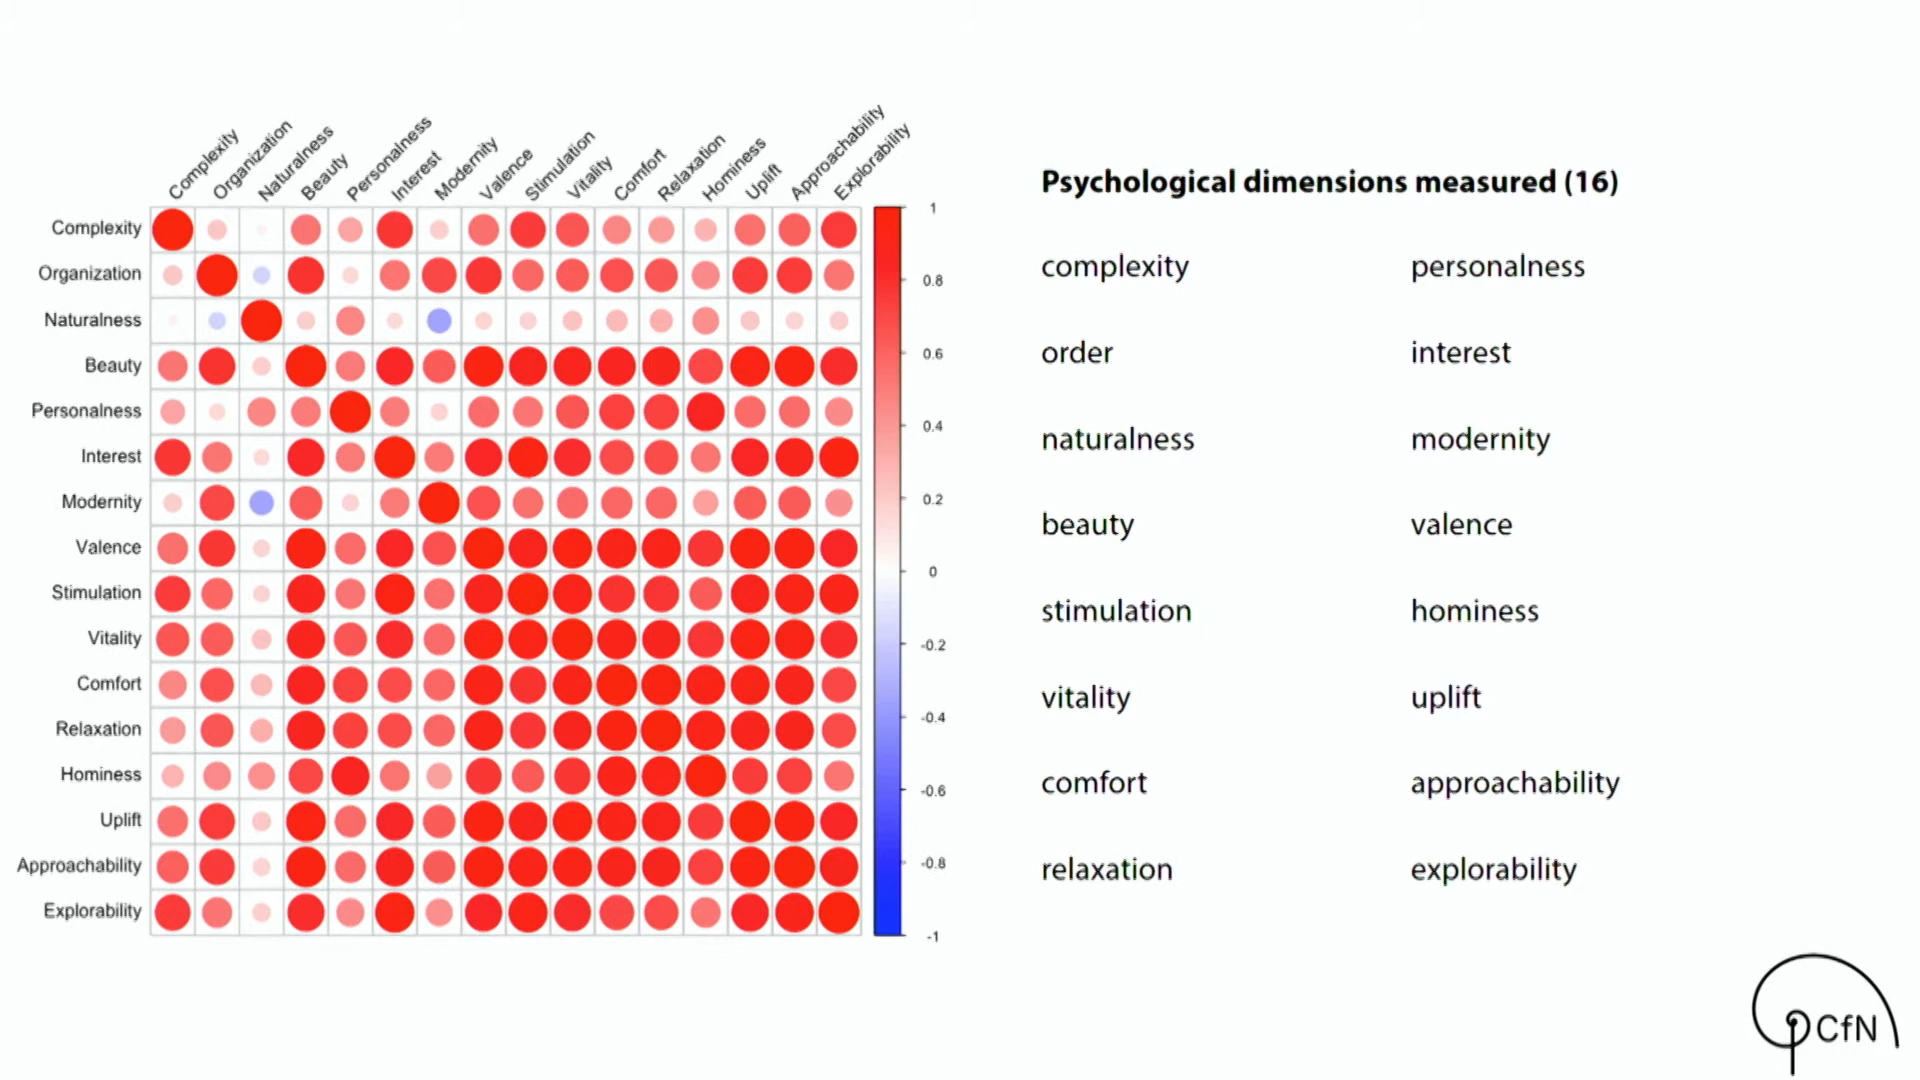 Complexity
Organization
Naturalness
Beauty
Personalness
Interest
Modernity
Valence
Stimulation
Vitality
Comfort
Relaxation
Hominess
Uplift
Approachability
Explorability
Complexity
Organization
Naturalness
Beauty
Personalness
Interest
Modernity
Valence
Stimulation
Vitality
Comfort
Relaxation
Hominess
Uplift
Approachability
Explorability
1
0.8
0.6
0.4
0.2
0
-0.2
-0.4
-0.6
-0.8
-1
Psychological dimensions measured (16)
complexity personalness
order interest
naturalness modernity
beauty valence
stimulation hominess
vitality uplift
comfort approachability
relaxation explorability
CfN